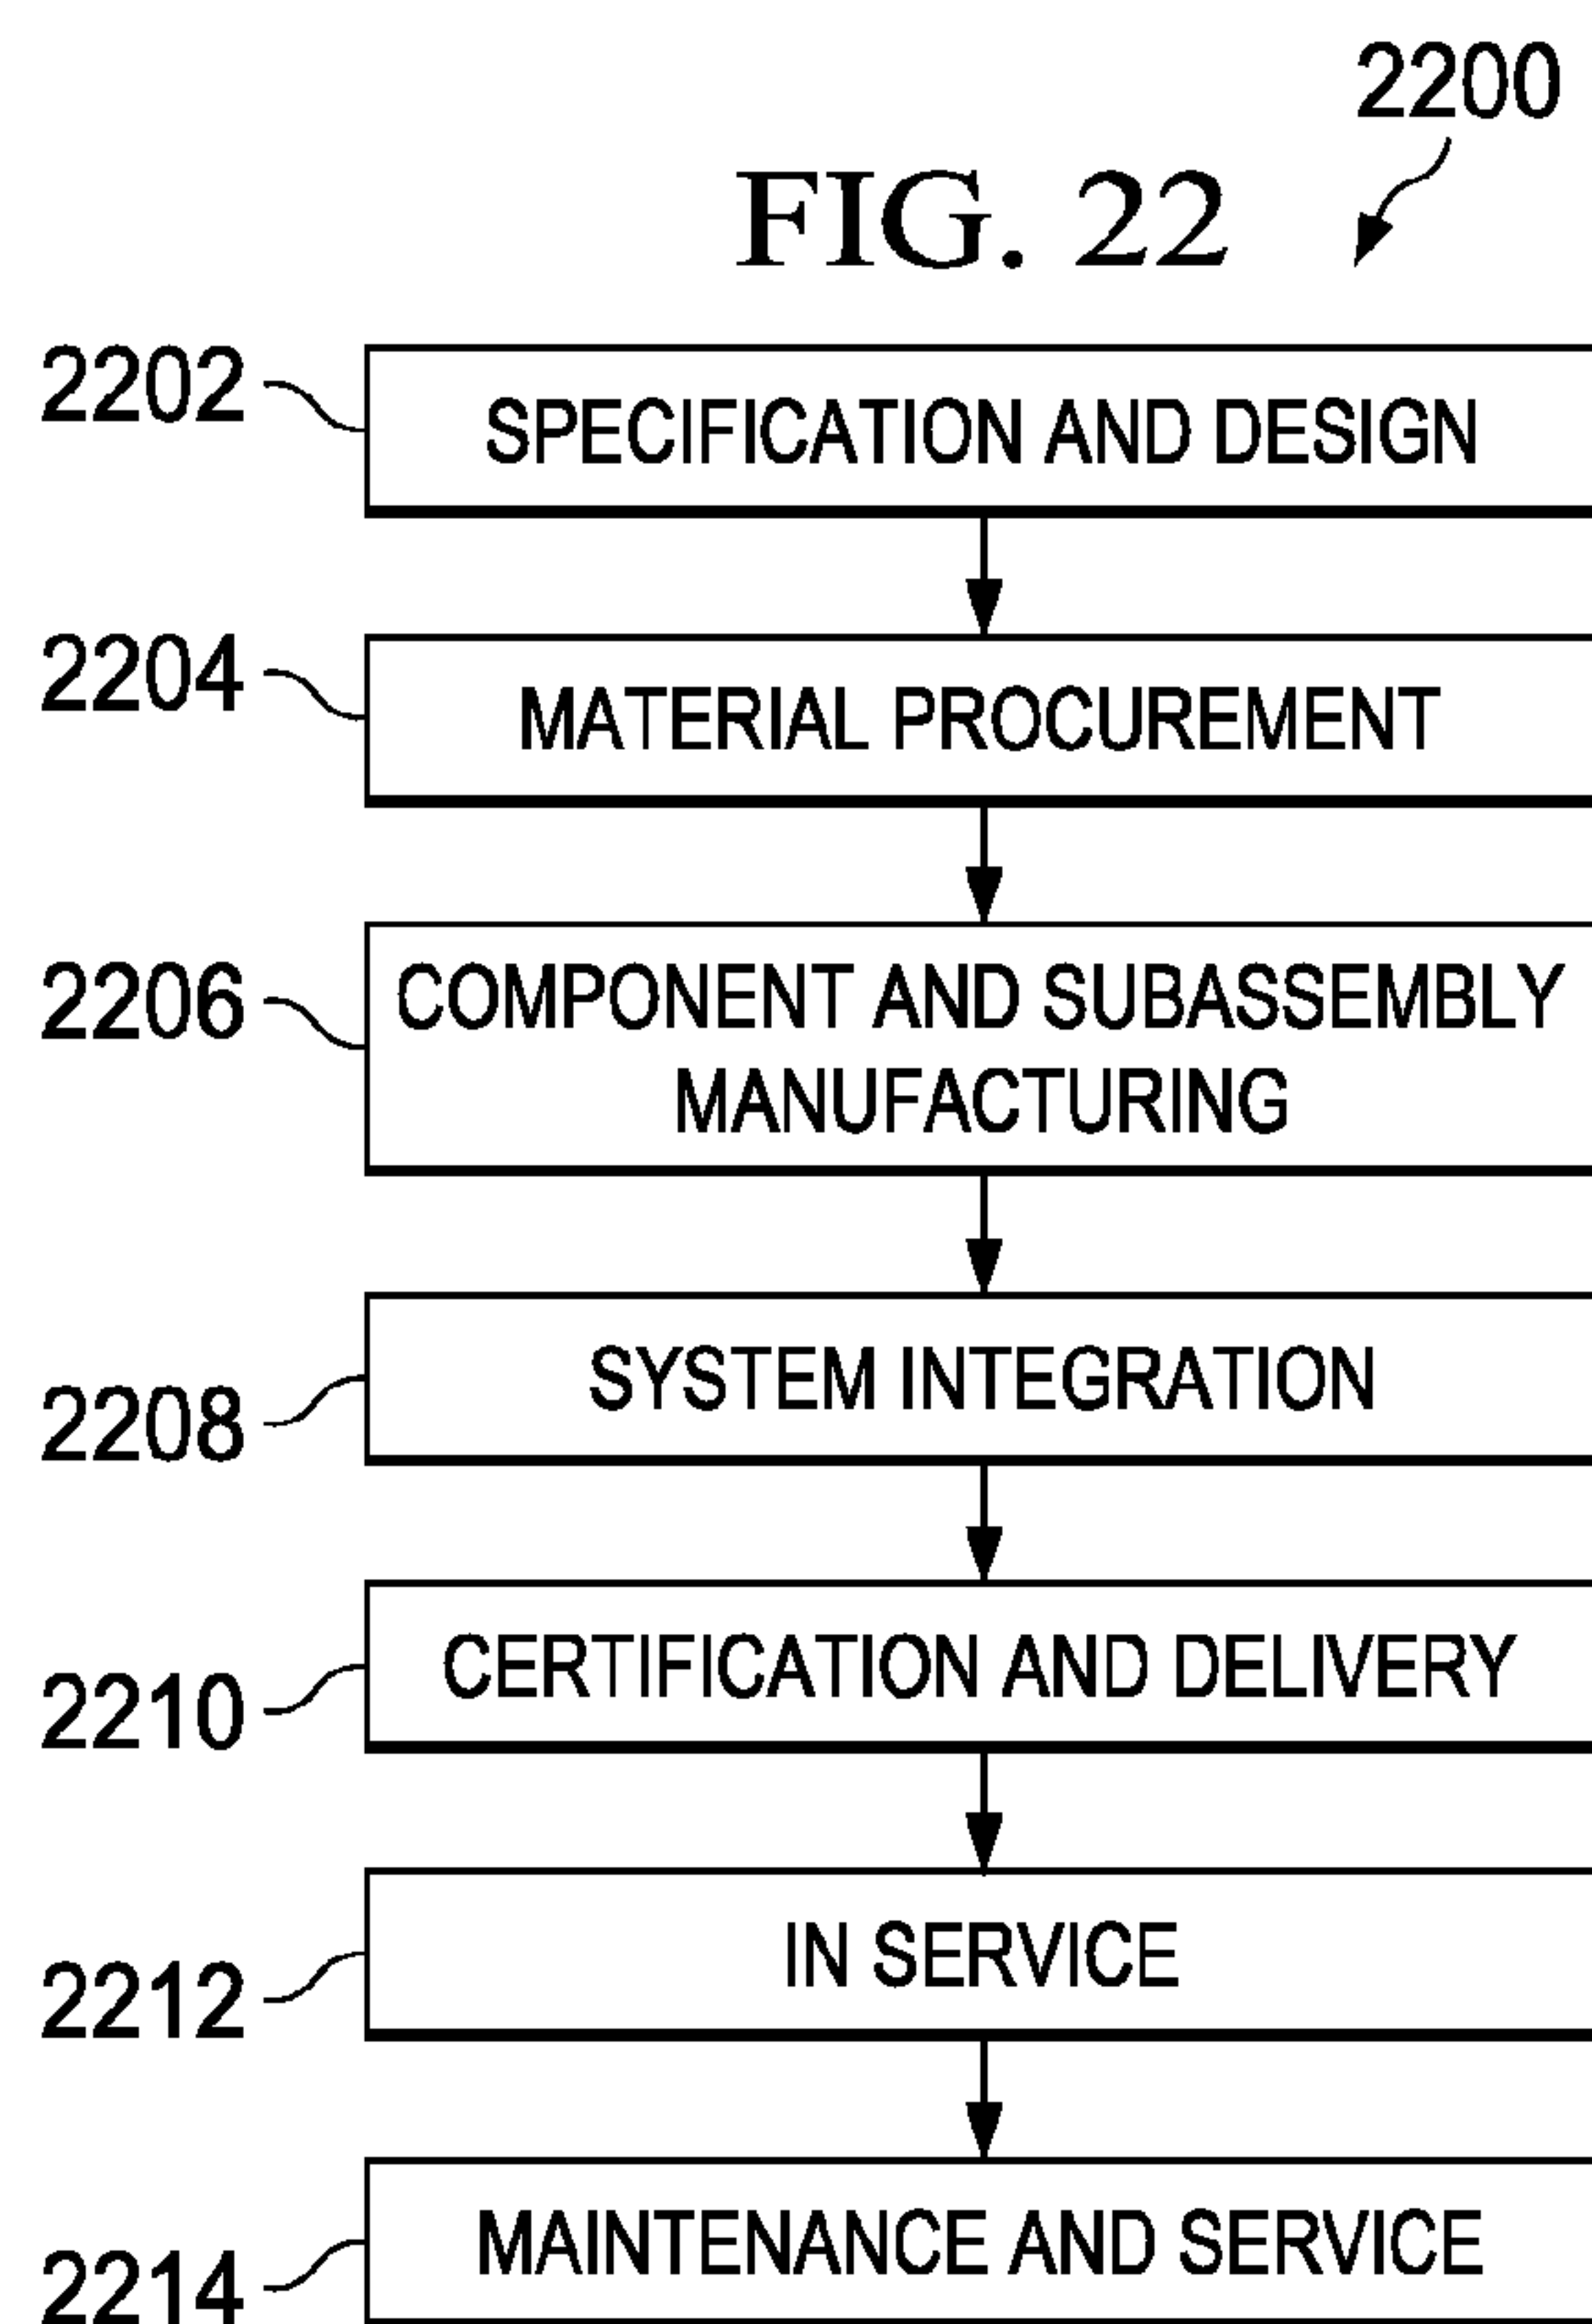 2200
FIG. 22
2202
SPECIFICATION AND DESIGN
2204
MATERIAL PROCUREMENT
2206
COMPONENT AND SUBASSEMBLY
MANUFACTURING
2208
SYSTEM INTEGRATION
2210
CERTIFICATION AND DELIVERY
2212
IN SERVICE
2214
MAINTENANCE AND SERVICE